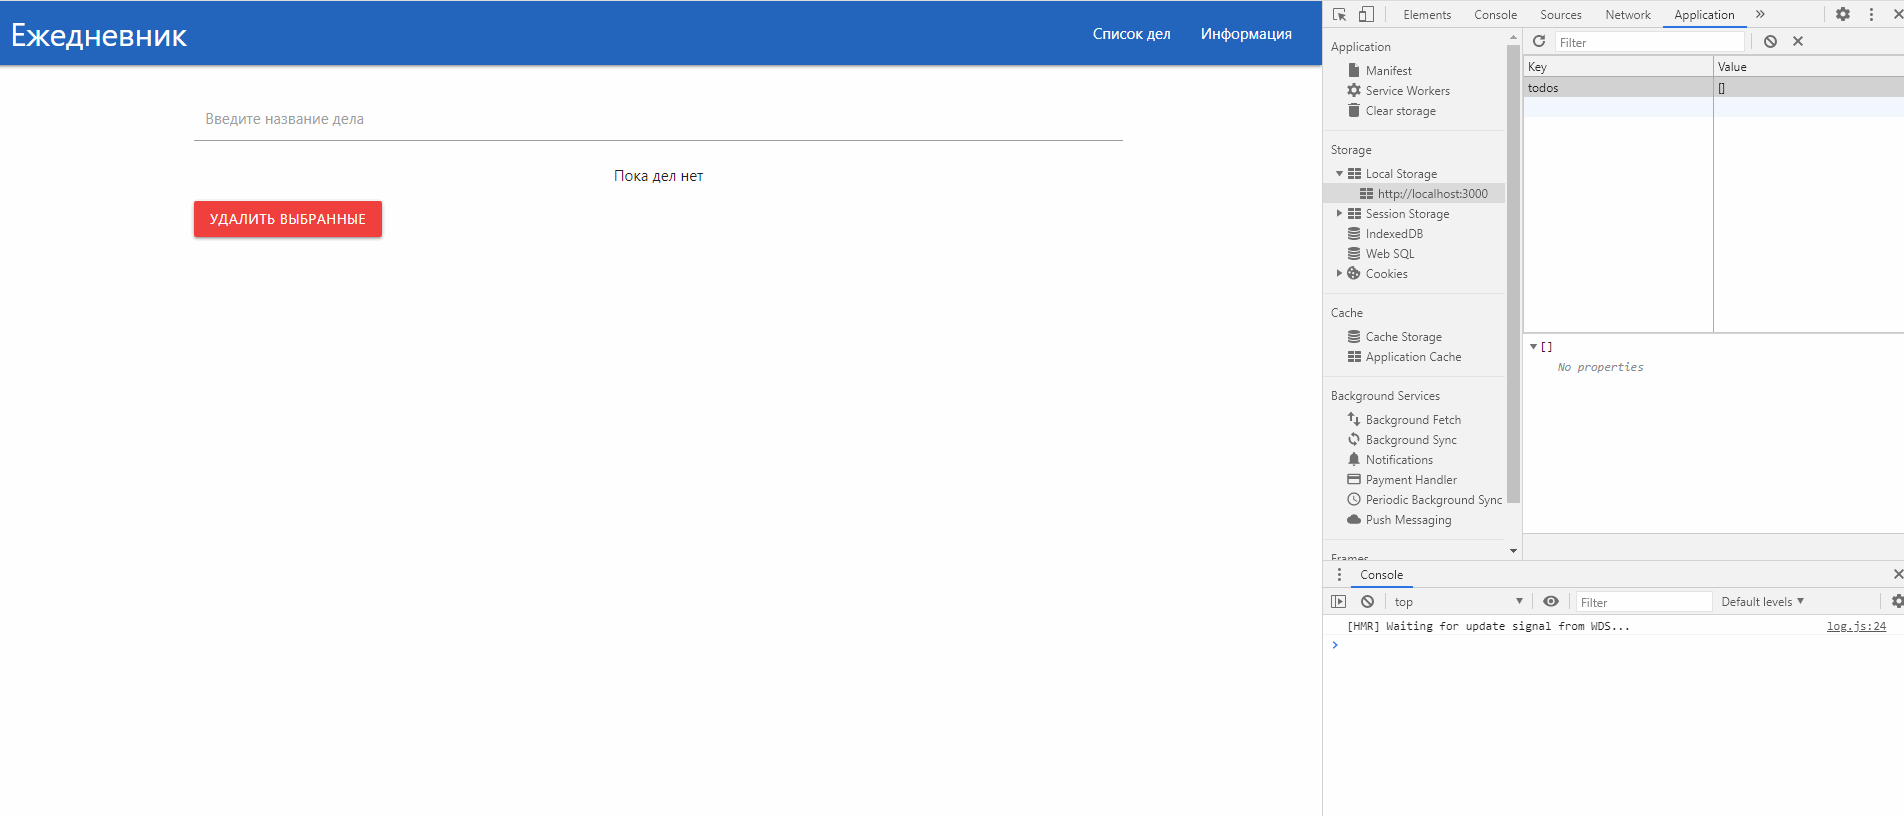 Ежедневник
Список дел
Информация
Введите название дела
Пока дел нет
УДАЛИТЬ ВЫБРАННЫЕ
Elements
Console
Sources
Network
Application
»
Application
Manifest
Service Workers
Clear storage
Storage
Local Storage
http://localhost:3000
Session Storage
IndexedDB
Web SQL
Cookies
Cache
Cache Storage
Application Cache
Background Services
Background Fetch
Background Sync
Notifications
Payment Handler
Periodic Background Sync
Push Messaging
Frames
Filter
Key
Value
todos
[]
[]
No properties
Console
top
Filter
Default levels
[HMR] Waiting for update signal from WDS...
log.js:24